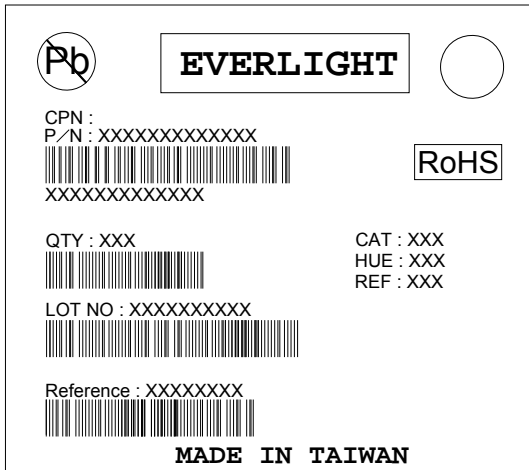 Pb
EVERLIGHT
CPN :
P/N : XXXXXXXXXXXXX
RoHS
XXXXXXXXXXXXX
QTY : XXX
CAT : XXX
HUE : XXX
REF : XXX
LOT NO : XXXXXXXXXX
Reference : XXXXXXXX
MADE IN TAIWAN